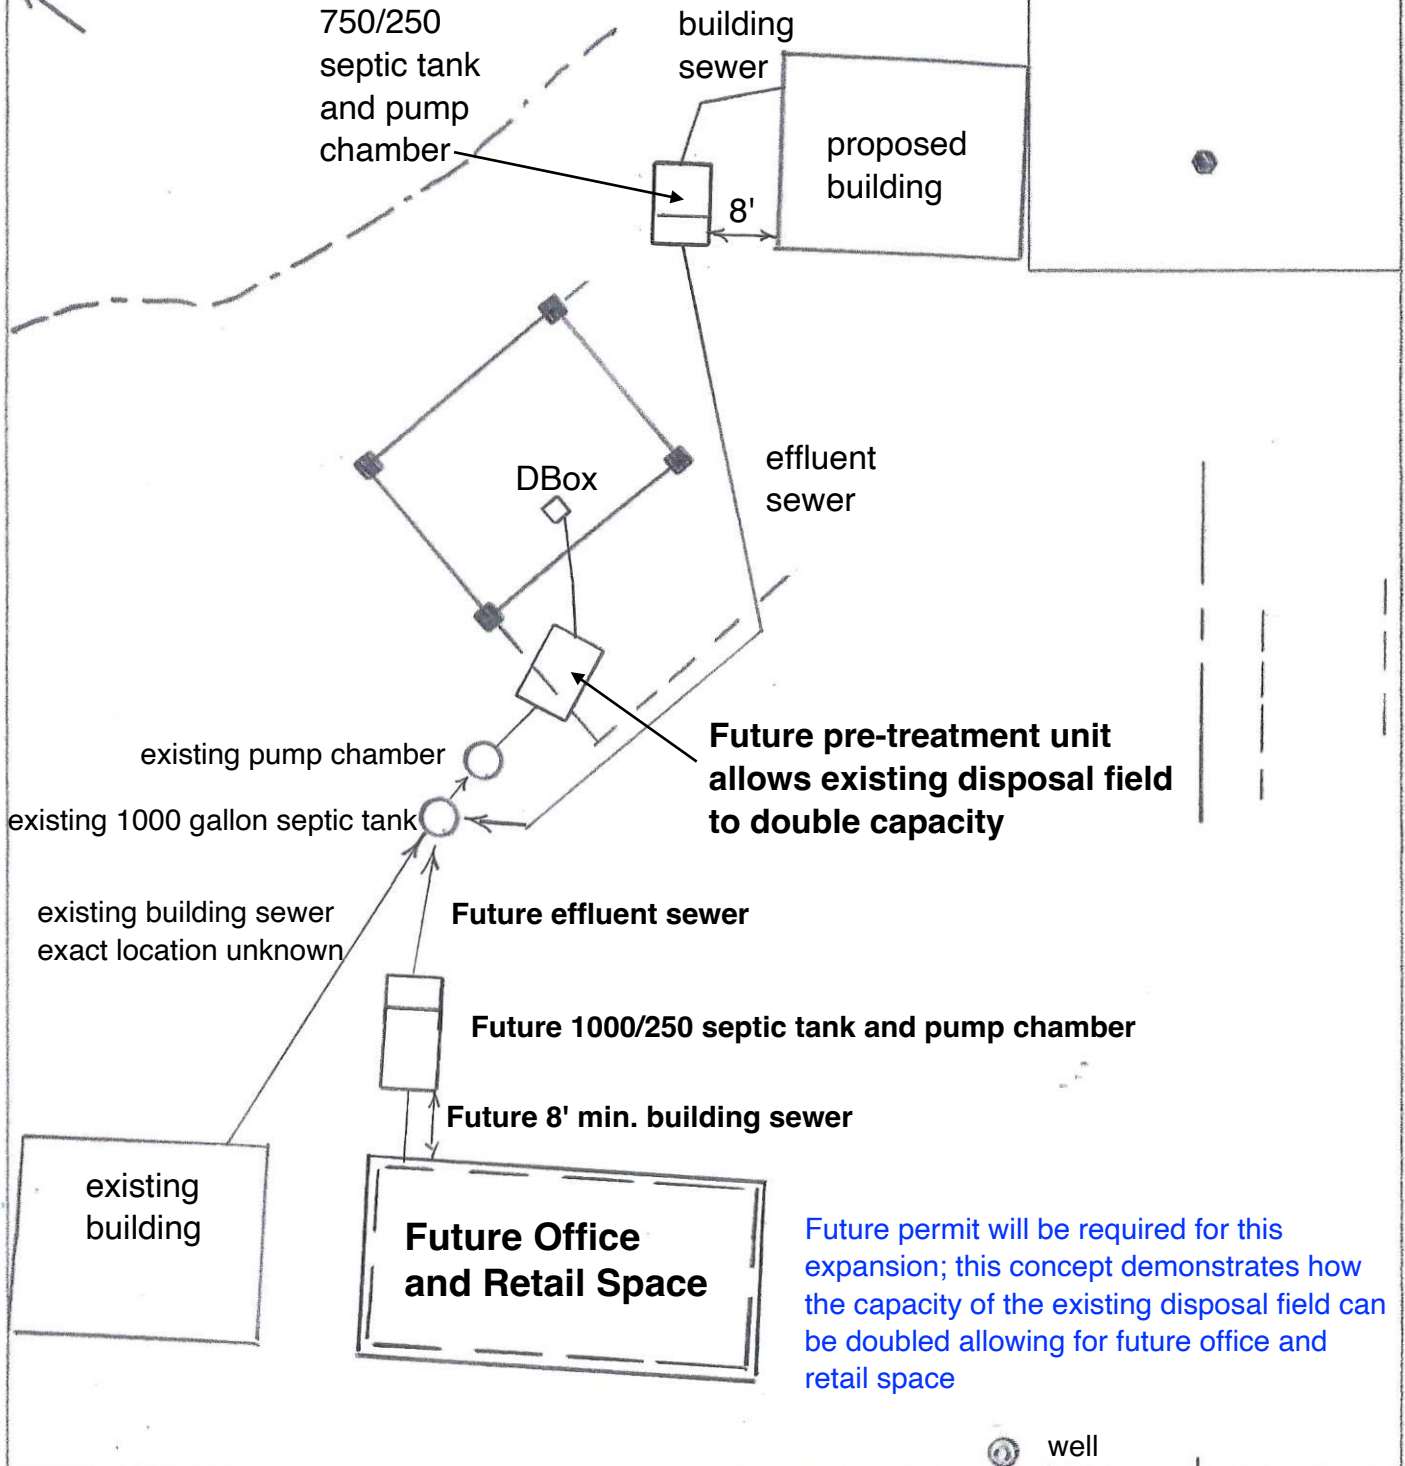 750/250
septic tank
and pump
chamber
building
sewer
proposed
building
8'
DBox
effluent
sewer
Future pre-treatment unit
allows existing disposal field
to double capacity
existing pump chamber
existing 1000 gallon septic tank
existing building sewer
exact location unknown
Future effluent sewer
Future 1000/250 septic tank and pump chamber
Future 8' min. building sewer
existing
building
Future Office
and Retail Space
Future permit will be required for this
expansion; this concept demonstrates how
the capacity of the existing disposal field can
be doubled allowing for future office and
retail space
well